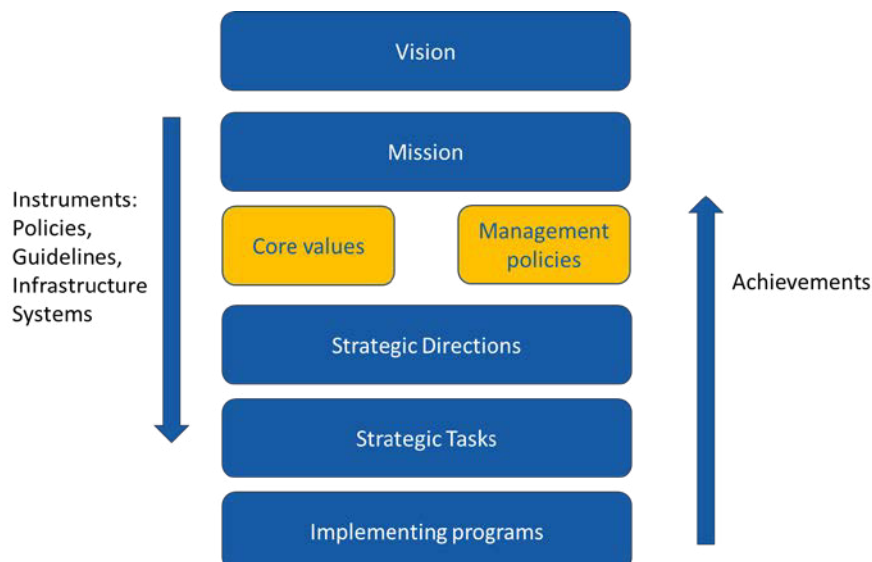 Vision
Mission
Instruments:
Policies,
Guidelines,
Infrastructure
Systems
Core values
Management
policies
Achievements
Strategic Directions
Strategic Tasks
Implementing programs